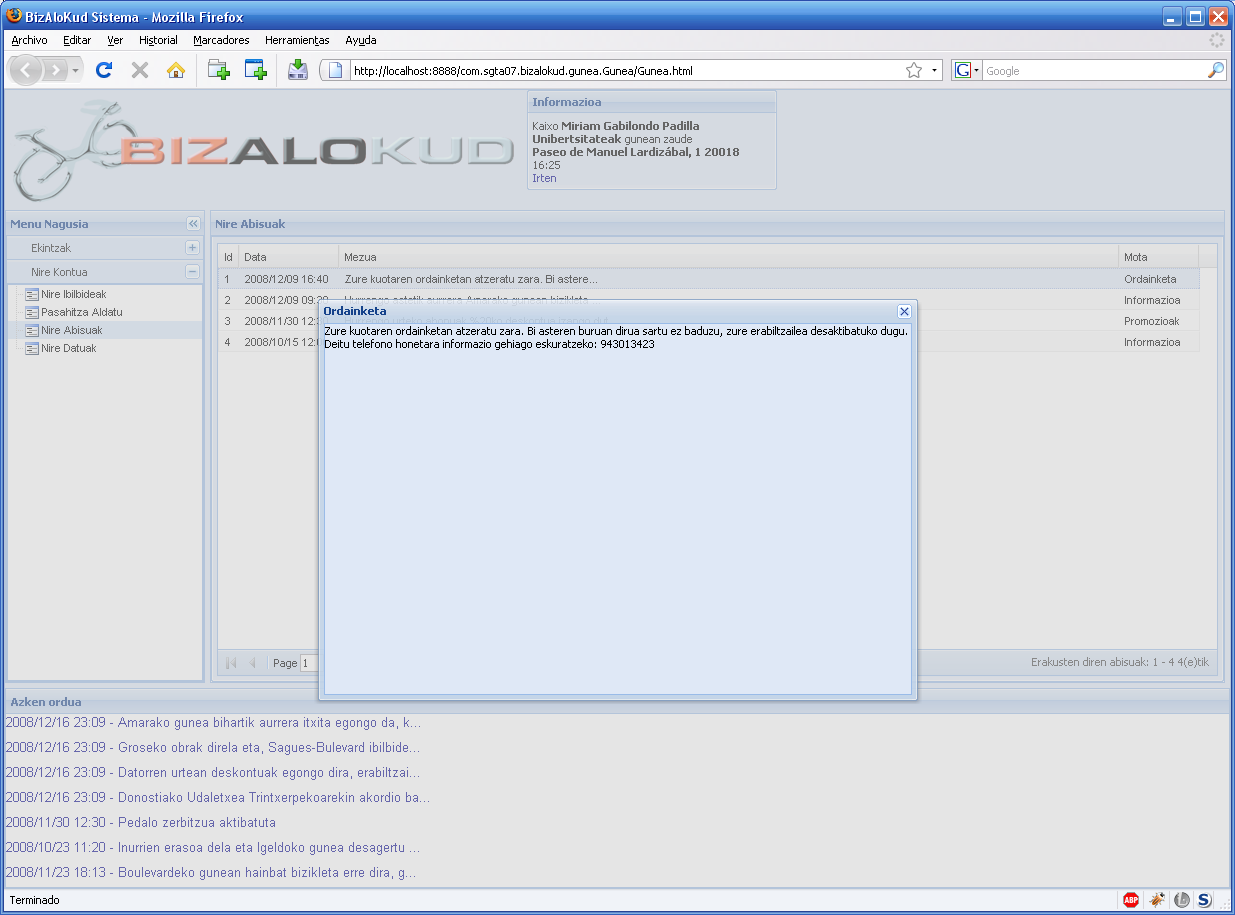 BizAloKud Sistema - Mozilla Firefox
Archivo Editar Ver Historial Marcadores Herramientas Ayuda
http://localhost:8888/com.sgta07.bizalokud.gunea.Gunea/Gunea.html
G Google
BIZALOKUD
Informazioa
Kaixo Miriam Gabilondo Padilla
Unibertsitateak gunean zaude
Paseo de Manuel Lardizábal, 1 20018
16:25
Irten
Menu Nagusia
Ekintzak
Nire Kontua
Nire Ibilbideak
Pasahitza Aldatu
Nire Abisuak
Nire Datuak
Nire Abisuak
Id Data Mezua Mota
1 2008/12/09 16:40 Zure kuotaren ordainketan atzeratu zara. Bi astere... Ordainketa
2 2008/12/09 09: Informazioa
3 2008/11/30 12: Promozioak
4 2008/10/15 12: Informazioa
Ordainketa
Zure kuotaren ordainketan atzeratu zara. Bi asteren buruan dirua sartu ez baduzu, zure erabiltzailea desaktibatuko dugu.
Deitu telefono honetara informazio gehiago eskuratzeko: 943013423
Page 1
Erakusten diren abisuak: 1 - 4 4(e)tik
Azken ordua
2008/12/16 23:09 - Amarako gunea bihartik aurrera itxita egongo da, k...
2008/12/16 23:09 - Groseko obrak direla eta, Sagues-Bulevard ibilbide...
2008/12/16 23:09 - Datorren urtean deskontuak egongo dira, erabiltzai...
2008/12/16 23:09 - Donostiako Udaletxea Trintxerpekoarekin akordio ba...
2008/11/30 12:30 - Pedalo zerbitzua aktibatuta
2008/10/23 11:20 - Inurrien erasoa dela eta Igeldoko gunea desagertu ...
2008/11/23 18:13 - Boulevardeko gunean hainbat bizikleta erre dira, g...
Terminado
ABP
S